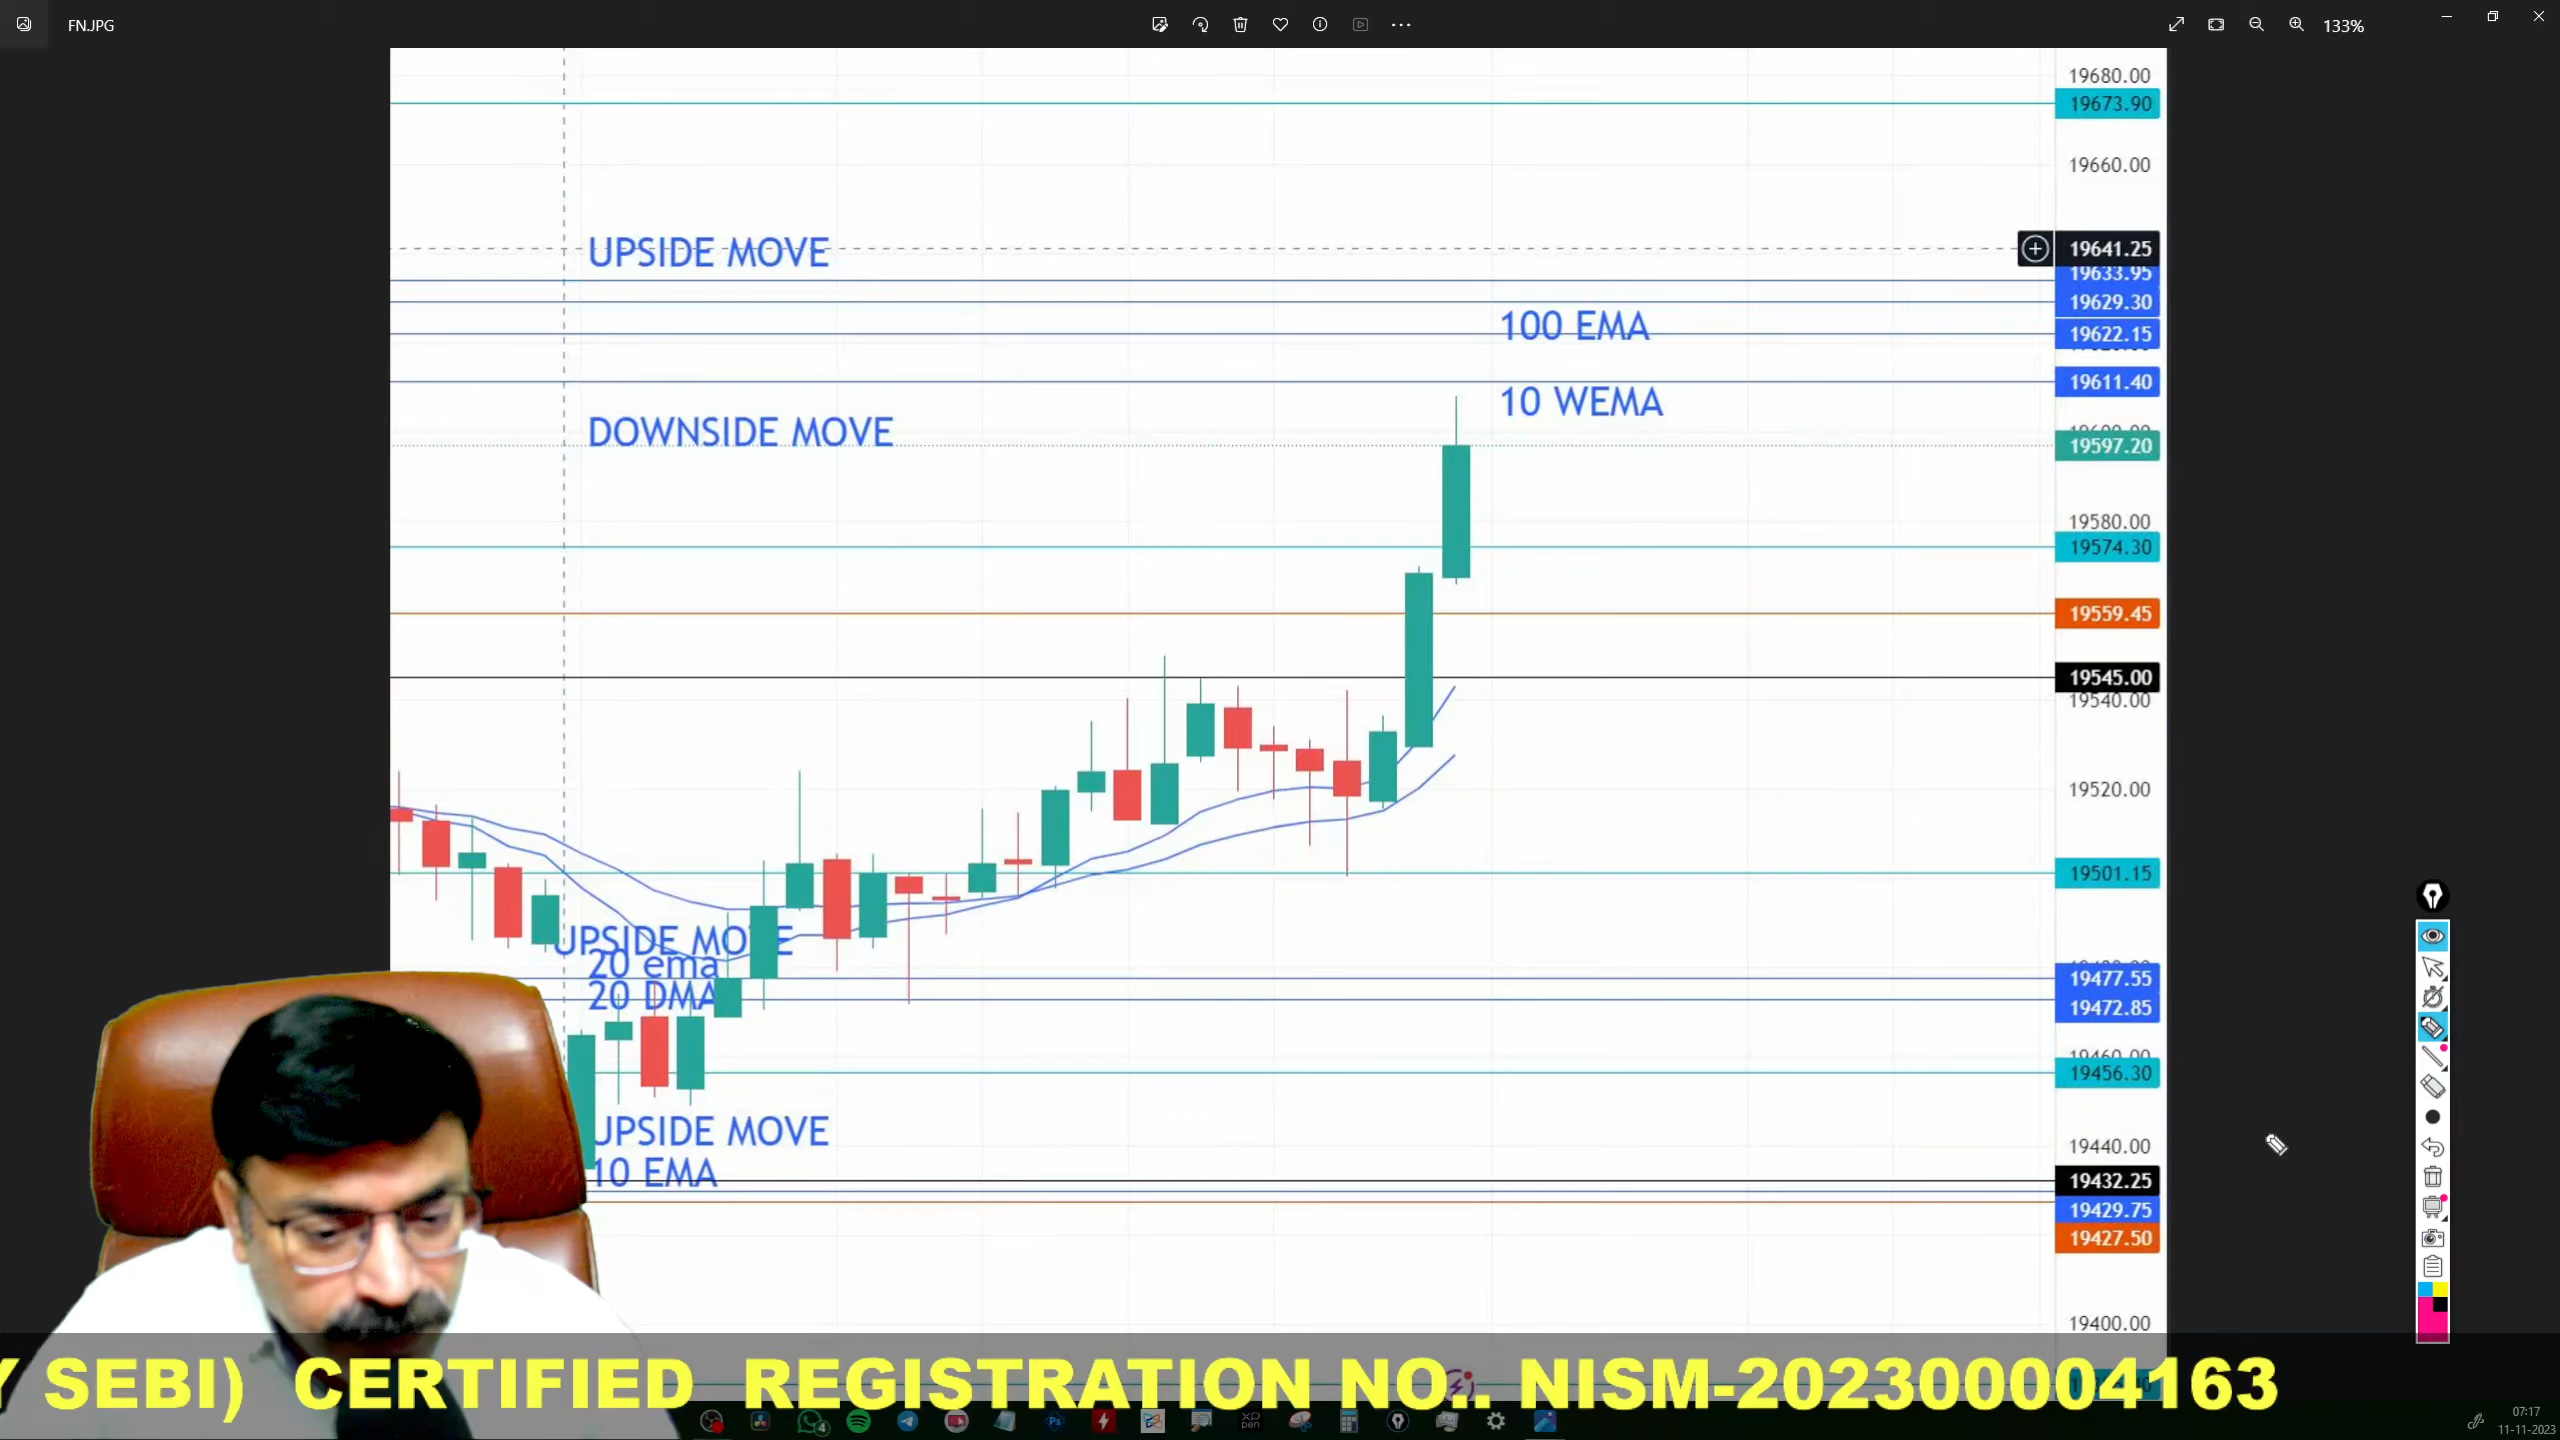 FN.JPG
133%
19680.00
19673.90
19660.00
UPSIDE MOVE
19641.25
19633.95
19629.30
100 EMA
19622.15
19611.40
10 WEMA
DOWNSIDE MOVE
19597.20
19580.00
19574.30
19559.45
19545.00
19540.00
19520.00
19501.15
UPSIDE MOVE
20 ema
19477.55
20 DMA
19472.85
19456.30
UPSIDE MOVE
19440.00
10 EMA
19432.25
19429.75
19427.50
19400.00
Y SEBI) CERTIFIED REGISTRATION NO.. NISM-202300004163
07:17
11-11-2023